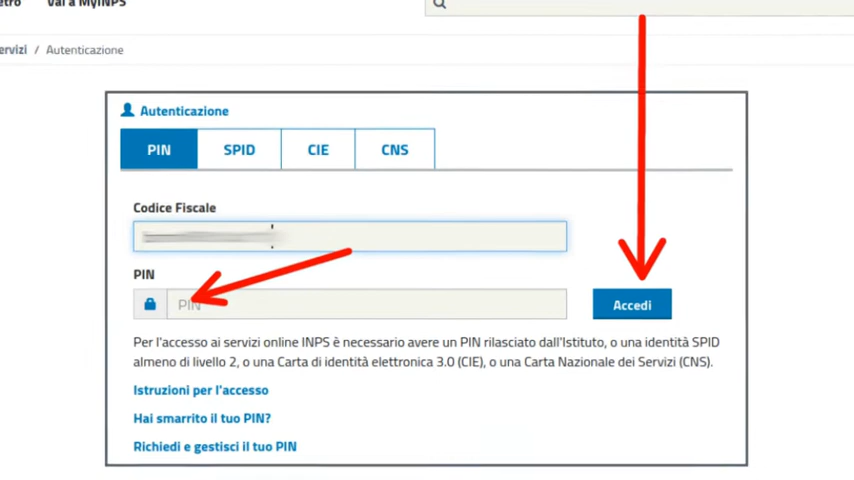 Vai a MyINPS
/ Autenticazione
Autenticazione
PIN SPID CIE CNS
Codice Fiscale
PIN
PIN
Accedi
Per l'accesso ai servizi online INPS è necessario avere un PIN rilasciato dall'Istituto, o una identità SPID
almeno di livello 2, o una Carta di identità elettronica 3.0 (CIE), o una Carta Nazionale dei Servizi (CNS).
Istruzioni per l'accesso
Hai smarrito il tuo PIN?
Richiedi e gestisci il tuo PIN